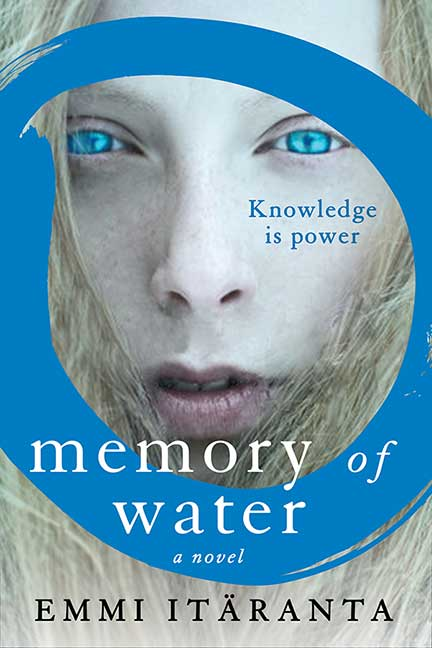 Knowledge
is power
memory of
water
a novel
EMMI ITÄRANTA